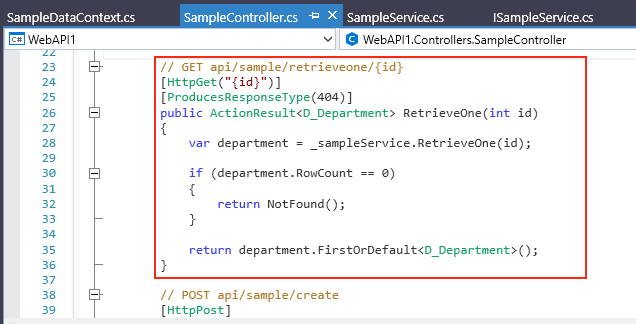 SampleDataContext.cs SampleController.cs SampleService.cs ISampleService.cs
C# WebAPI1 WebAPI1.Controllers.SampleController
22
23 // GET api/sample/retrieveone/{id}
24 [HttpGet("{id}")]
25 [ProducesResponseType(404)]
26 public ActionResult<D_Department> RetrieveOne(int id)
27 {
28 var department = _sampleService.RetrieveOne(id);
29
30 if (department.RowCount == 0)
31 {
32 return NotFound();
33 }
34
35 return department.FirstOrDefault<D_Department>();
36 }
37
38 // POST api/sample/create
39 [HttpPost]